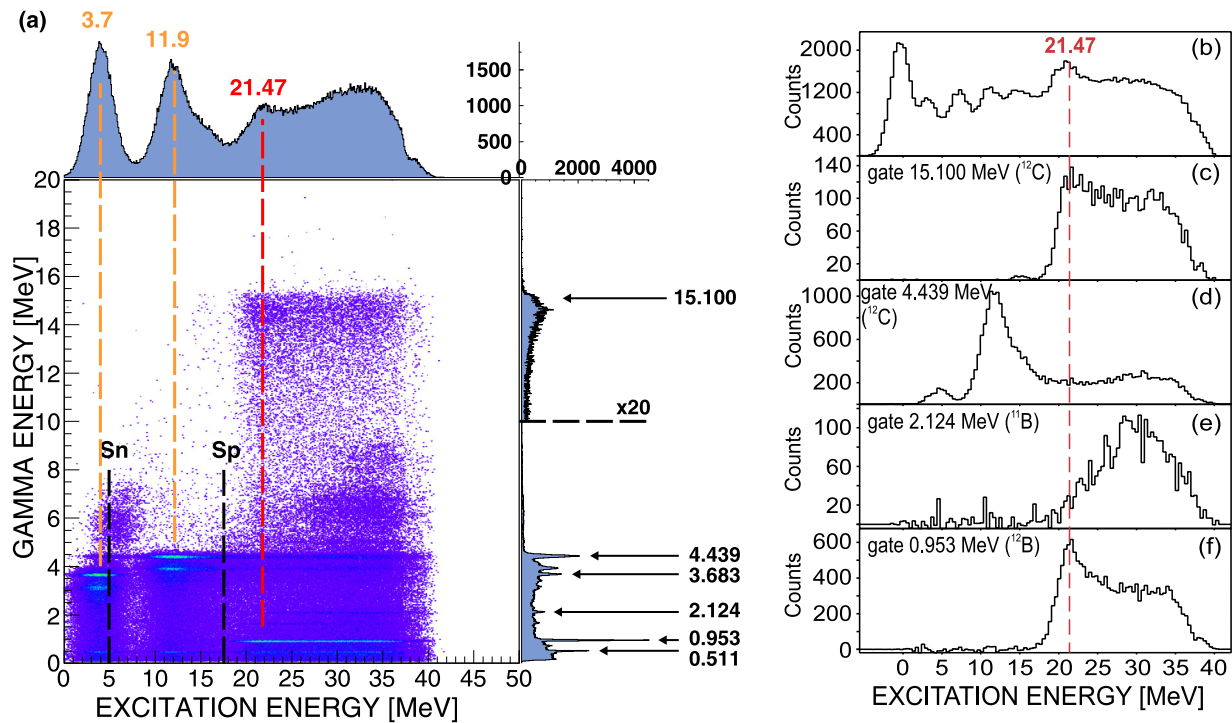 (a)
3.7
11.9
21.47
1500
1000
500
0
0 2000 4000
20
18
16
14
12
10
8
6
4
2
0
GAMMA ENERGY [MeV]
Sn
Sp
15.100
x20
4.439
3.683
2.124
0.953
0.511
0 5 10 15 20 25 30 35 40 45 50
EXCITATION ENERGY [MeV]
21.47
(b)
2000
1200
400
Counts
gate 15.100 MeV (¹²C)
(c)
140
100
60
20
Counts
gate 4.439 MeV
(¹²C)
(d)
1000
600
200
Counts
gate 2.124 MeV (¹¹B)
(e)
100
60
20
Counts
gate 0.953 MeV (¹²B)
(f)
600
400
200
0
Counts
0 5 10 15 20 25 30 35 40
EXCITATION ENERGY [MeV]